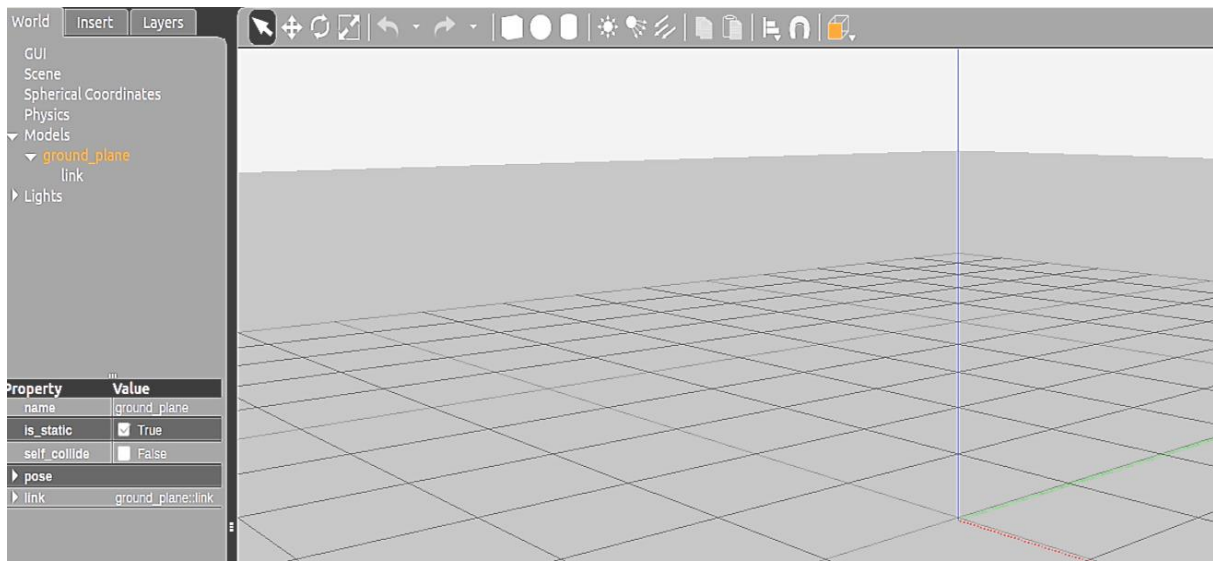 World Insert Layers
GUI
Scene
Spherical Coordinates
Physics
Models
ground_plane
link
Lights
Property Value
name ground_plane
is_static True
self_collide False
pose
link ground_plane::link